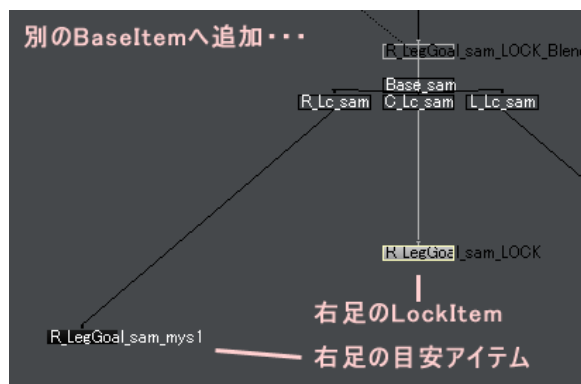 別のBaseItemへ追加・・・
R_LegGoal_sam_LOCK_Blen
Base_sam
R_Lc_sam
C_Lc_sam
L_Lc_sam
R_LegGoal_sam_LOCK
右足のLockItem
R_LegGoal_sam_mys1
右足の目安アイテム